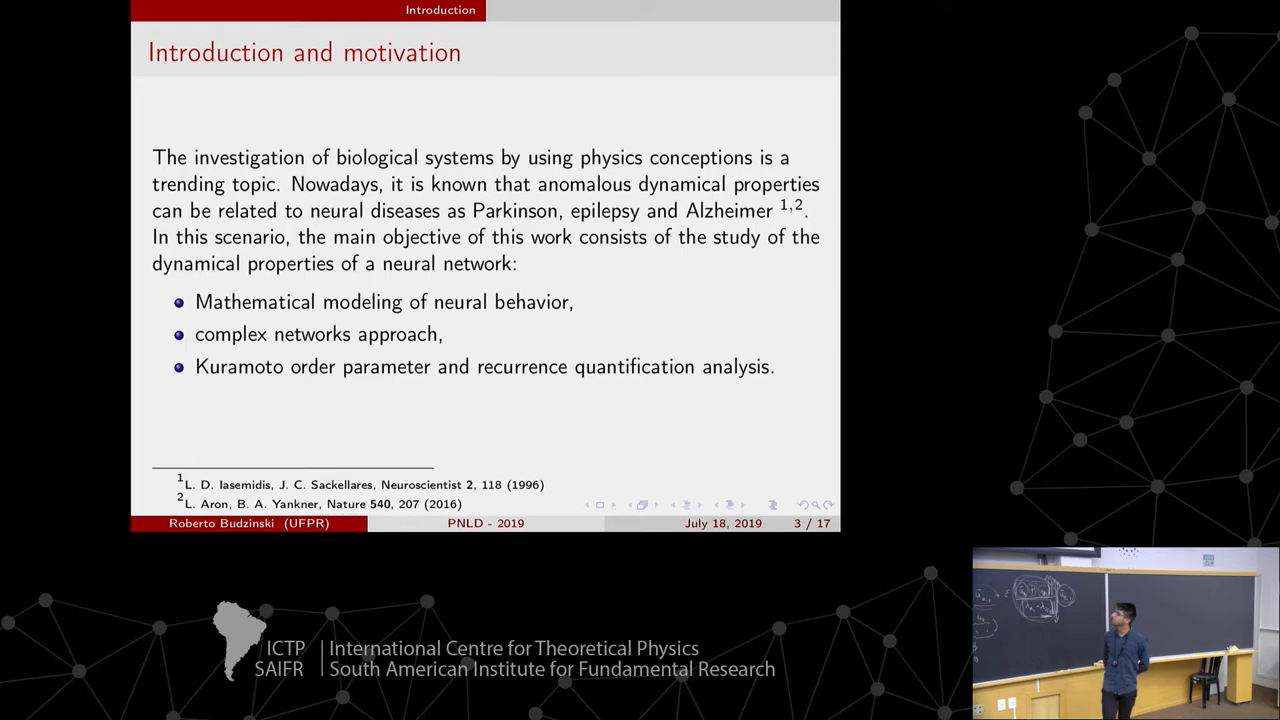 Introduction
Introduction and motivation
The investigation of biological systems by using physics conceptions is a
trending topic. Nowadays, it is known that anomalous dynamical properties
can be related to neural diseases as Parkinson, epilepsy and Alzheimer 1,2.
In this scenario, the main objective of this work consists of the study of the
dynamical properties of a neural network:
Mathematical modeling of neural behavior,
complex networks approach,
Kuramoto order parameter and recurrence quantification analysis.
1L. D. Iasemidis, J. C. Sackellares, Neuroscientist 2, 118 (1996)
2L. Aron, B. A. Yankner, Nature 540, 207 (2016)
Roberto Budzinski (UFPR) PNLD - 2019 July 18, 2019 3 / 17
ICTP International Centre for Theoretical Physics
SAIFR South American Institute for Fundamental Research